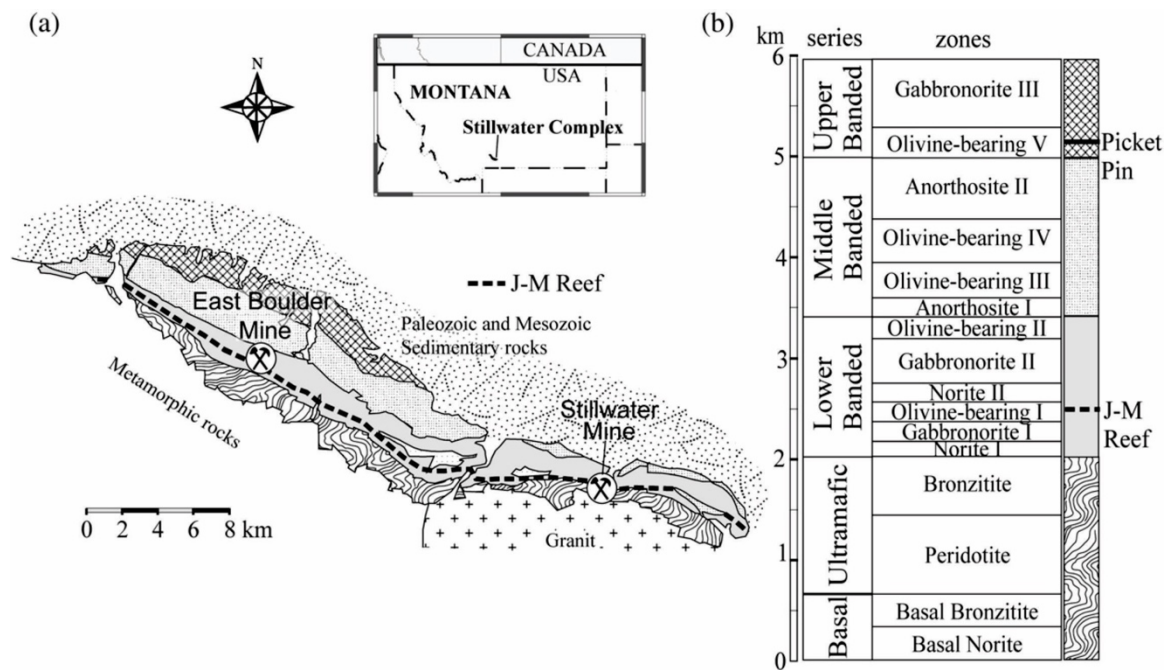 (a)
N
CANADA
USA
MONTANA
Stillwater Complex
J-M Reef
East Boulder
Mine
Paleozoic and Mesozoic
Sedimentary rocks
Metamorphic rocks
Stillwater
Mine
0 2 4 6 8 km
Granit
(b)
km series zones
6
Upper
Banded
Gabbronorite III
Olivine-bearing V
Picket
Pin
5
Middle
Banded
Anorthosite II
Olivine-bearing IV
4
Olivine-bearing III
Anorthosite I
Lower
Banded
Olivine-bearing II
3
Gabbronorite II
Norite II
Olivine-bearing I
J-M
Reef
Gabbronorite I
Norite I
2
Ultramafic
Bronzitite
Peridotite
1
Basal
Basal Bronzitite
Basal Norite
0